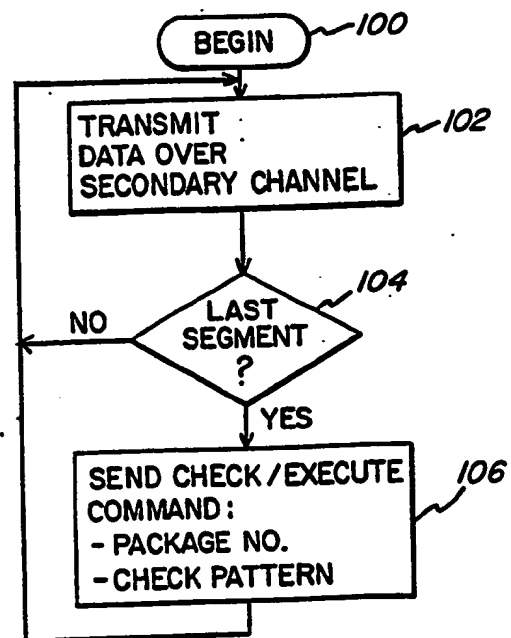 BEGIN
100
TRANSMIT
DATA OVER
SECONDARY CHANNEL
102
LAST
SEGMENT
?
104
NO
YES
SEND CHECK/EXECUTE
COMMAND:
- PACKAGE NO.
- CHECK PATTERN
106